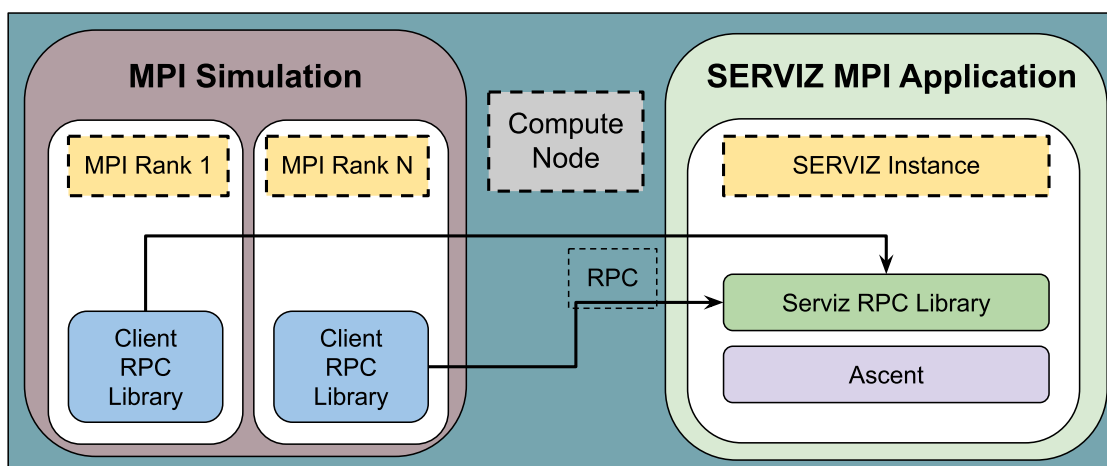 MPI Simulation
SERVIZ MPI Application
Compute
Node
MPI Rank 1
MPI Rank N
SERVIZ Instance
RPC
Serviz RPC Library
Client
RPC
Library
Client
RPC
Library
Ascent